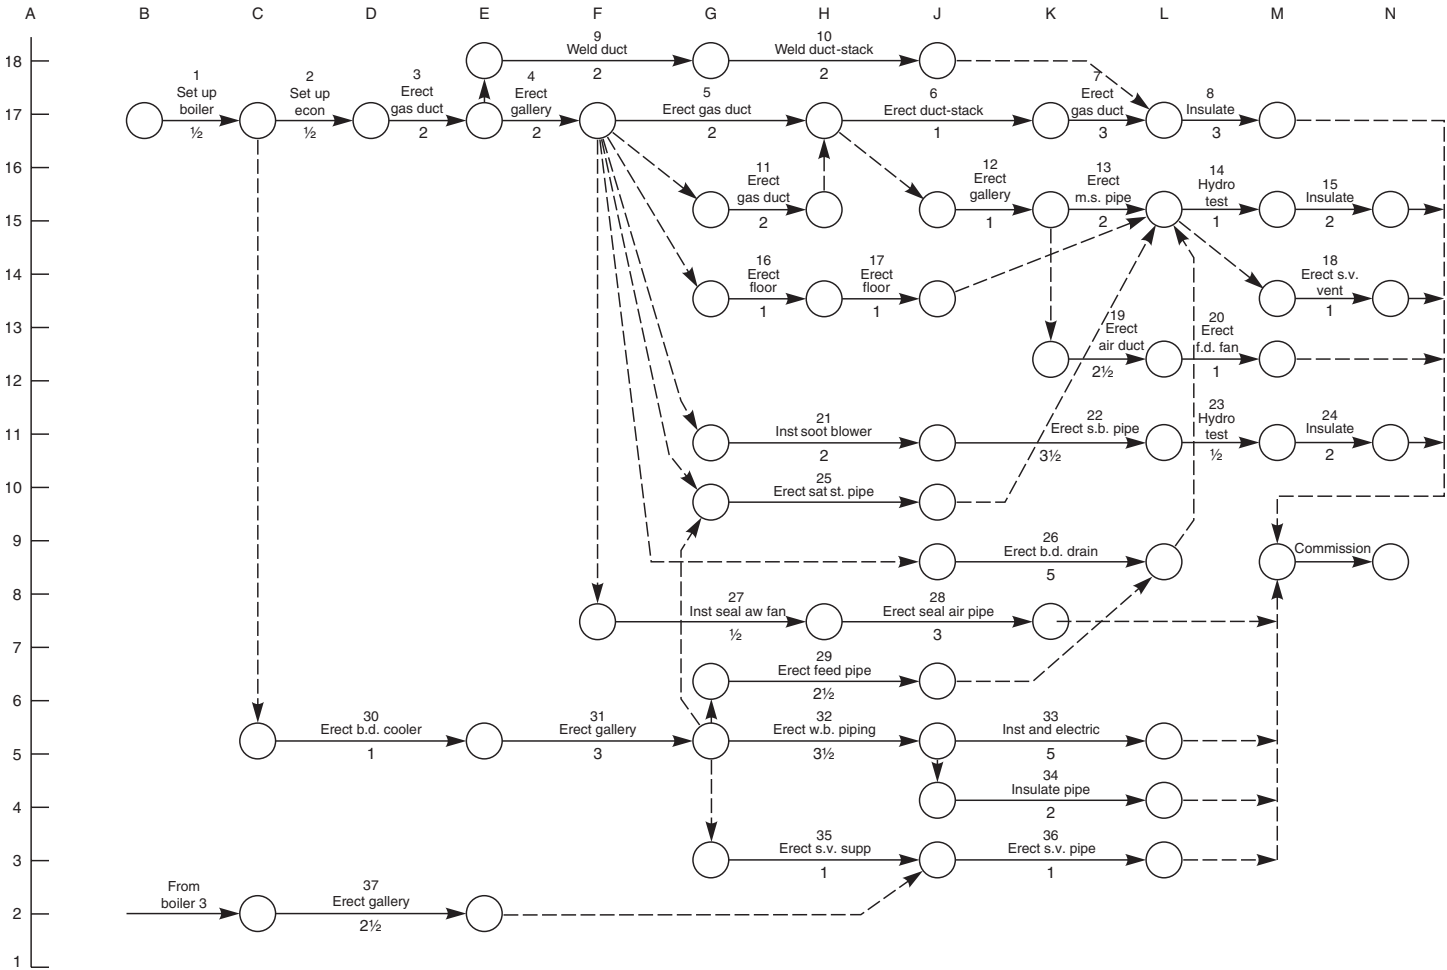 A B C D E F G H J K L M N
18
17
16
15
14
13
12
11
10
9
8
7
6
5
4
3
2
1
9
Weld duct
2
10
Weld duct-stack
2
1
Set up
boiler
½
2
Set up
econ
½
3
Erect
gas duct
2
4
Erect
gallery
2
5
Erect gas duct
2
6
Erect duct-stack
1
7
Erect
gas duct
3
8
Insulate
3
11
Erect
gas duct
2
12
Erect
gallery
1
13
Erect
m.s. pipe
2
14
Hydro
test
1
15
Insulate
2
16
Erect
floor
1
17
Erect
floor
1
18
Erect s.v.
vent
1
19
Erect
air duct
2½
20
Erect
f.d. fan
1
21
Inst soot blower
2
22
Erect s.b. pipe
3½
23
Hydro
test
½
24
Insulate
2
25
Erect sat st. pipe
26
Erect b.d. drain
5
Commission
27
Inst seal aw fan
½
28
Erect seal air pipe
3
29
Erect feed pipe
2½
30
Erect b.d. cooler
1
31
Erect gallery
3
32
Erect w.b. piping
3½
33
Inst and electric
5
34
Insulate pipe
2
35
Erect s.v. supp
1
36
Erect s.v. pipe
1
From
boiler 3
37
Erect gallery
2½